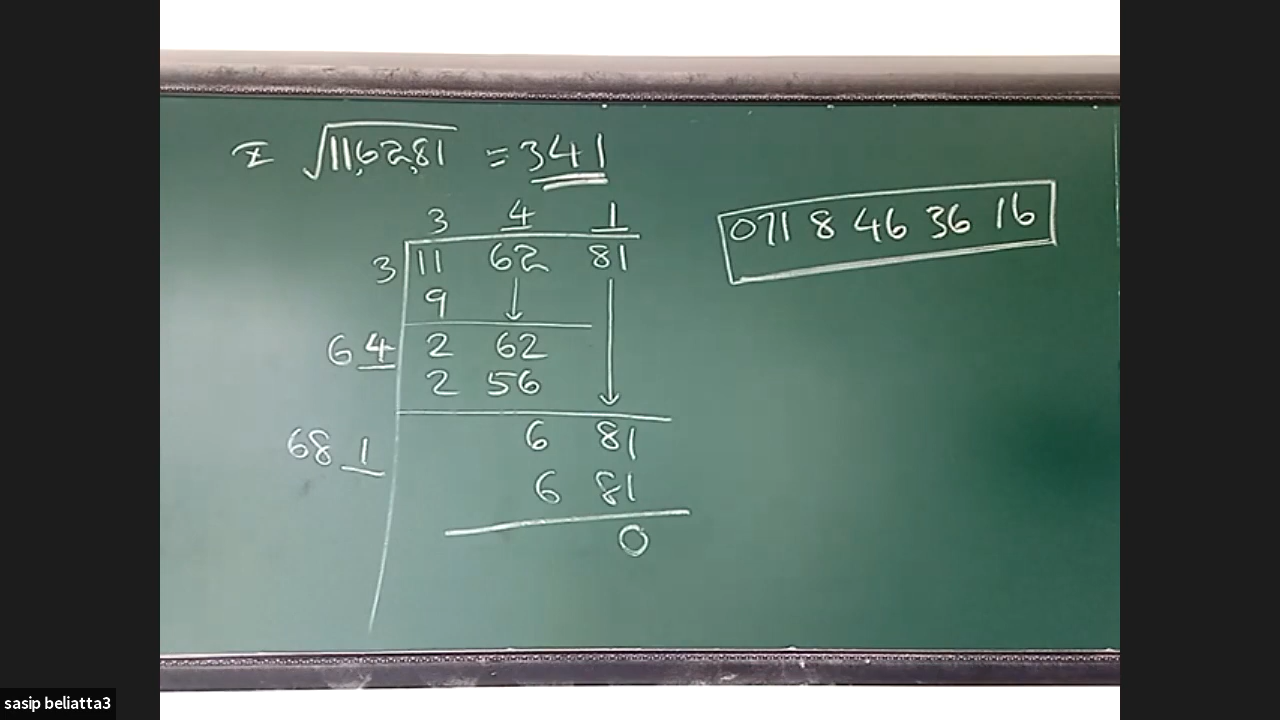 I √11,62,81 = 341
3 4 1
3 11 62 81
9
64 2 62
2 56
681 6 81
6 81
0
071 8 46 36 16
sasip beliatta3